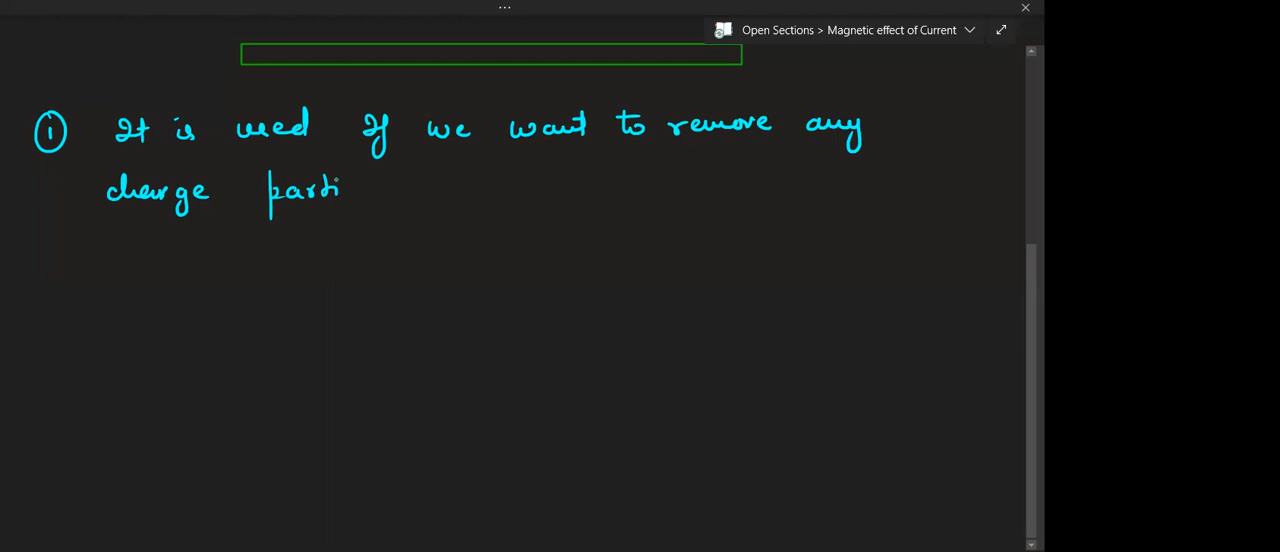 Open Sections > Magnetic effect of Current
① It is used If we want to remove any
charge parti